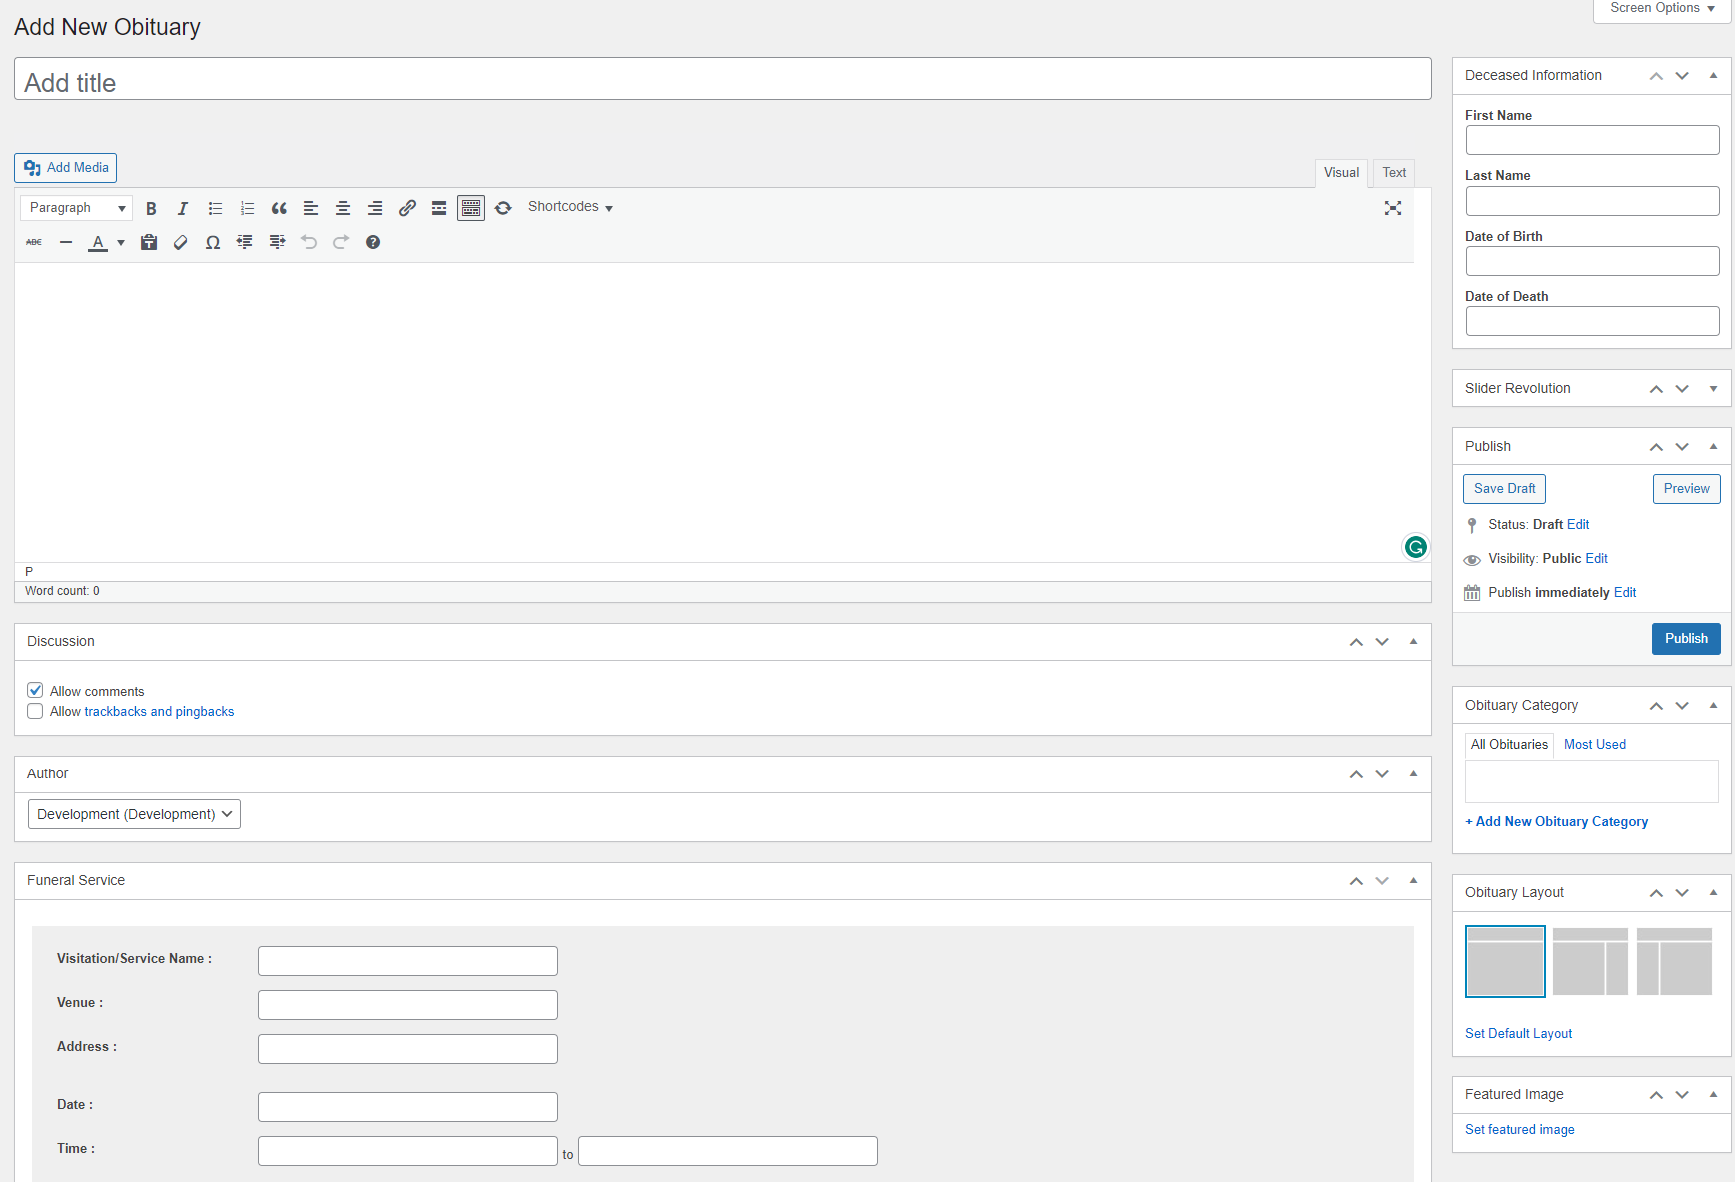 Screen Options
Add New Obituary
Add title
Add Media
Visual
Text
Paragraph
Shortcodes
ABC
P
Word count: 0
Discussion
Allow comments
Allow trackbacks and pingbacks
Author
Development (Development)
Funeral Service
Visitation/Service Name :
Venue :
Address :
Date :
Time :
to
Deceased Information
First Name
Last Name
Date of Birth
Date of Death
Slider Revolution
Publish
Save Draft
Preview
Status: Draft Edit
Visibility: Public Edit
Publish immediately Edit
Publish
Obituary Category
All Obituaries
Most Used
+ Add New Obituary Category
Obituary Layout
Set Default Layout
Featured Image
Set featured image